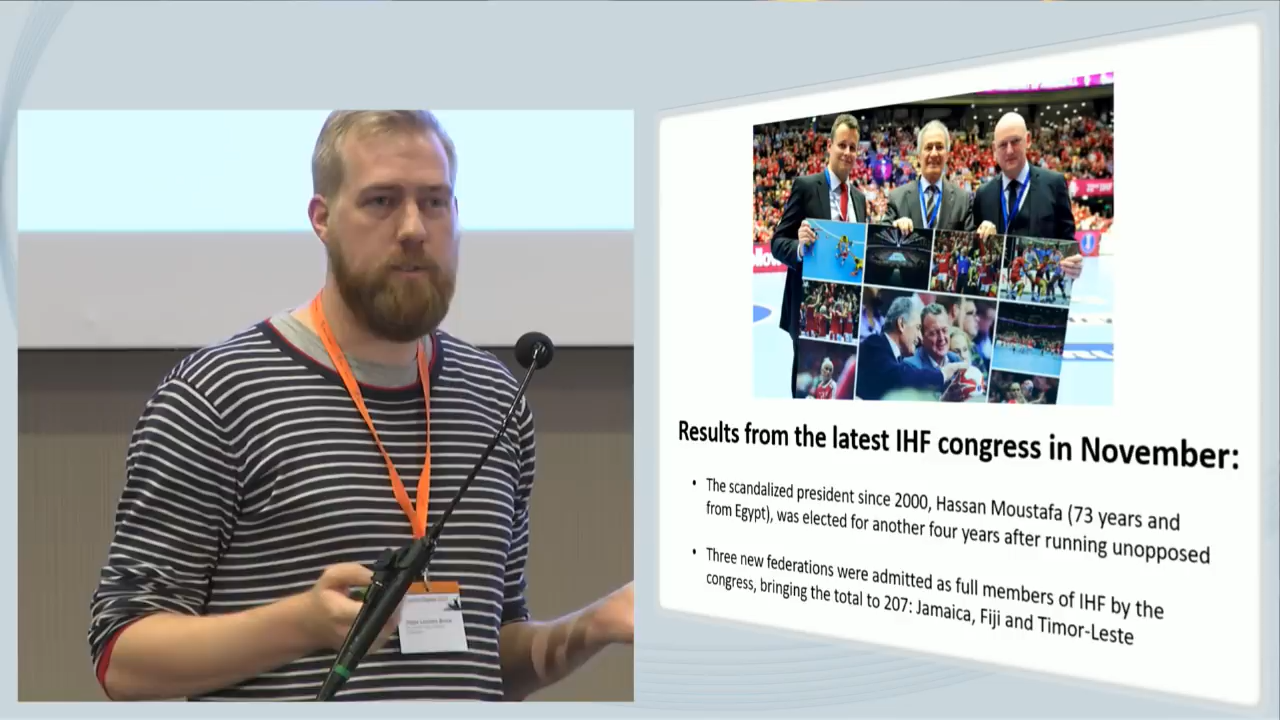 Results from the latest IHF congress in November:
• The scandalized president since 2000, Hassan Moustafa (73 years and
from Egypt), was elected for another four years after running unopposed
• Three new federations were admitted as full members of IHF by the
congress, bringing the total to 207: Jamaica, Fiji and Timor-Leste